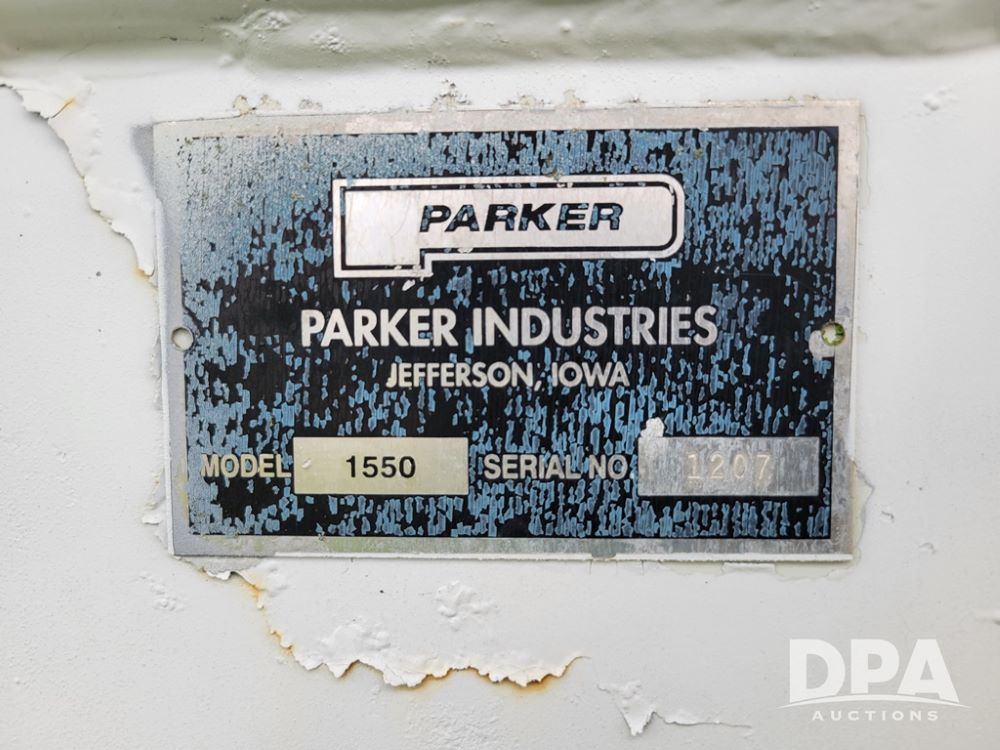 PARKER
PARKER INDUSTRIES
JEFFERSON, IOWA
MODEL 1550 SERIAL NO 1207
DPA
AUCTIONS